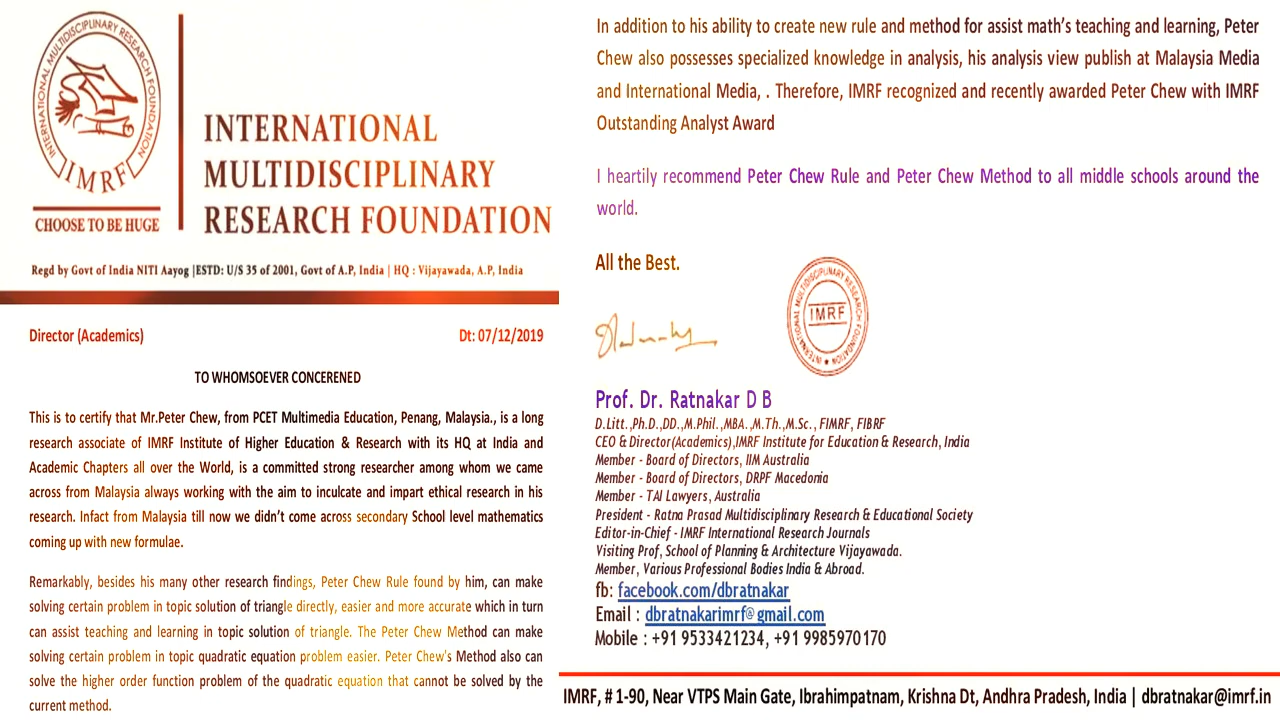 INTERNATIONAL MULTIDISCIPLINARY RESEARCH FOUNDATION
IMRF
CHOOSE TO BE HUGE
INTERNATIONAL
MULTIDISCIPLINARY
RESEARCH FOUNDATION
Regd by Govt of India NITI Aayog |ESTD: U/S 35 of 2001, Govt of A.P, India | HQ : Vijayawada, A.P, India
Director (Academics) Dt: 07/12/2019
TO WHOMSOEVER CONCERENED
This is to certify that Mr.Peter Chew, from PCET Multimedia Education, Penang, Malaysia., is a long
research associate of IMRF Institute of Higher Education & Research with its HQ at India and
Academic Chapters all over the World, is a committed strong researcher among whom we came
across from Malaysia always working with the aim to inculcate and impart ethical research in his
research. Infact from Malaysia till now we didn't come across secondary School level mathematics
coming up with new formulae.
Remarkably, besides his many other research findings, Peter Chew Rule found by him, can make
solving certain problem in topic solution of triangle directly, easier and more accurate which in turn
can assist teaching and learning in topic solution of triangle. The Peter Chew Method can make
solving certain problem in topic quadratic equation problem easier. Peter Chew's Method also can
solve the higher order function problem of the quadratic equation that cannot be solved by the
current method.
In addition to his ability to create new rule and method for assist math's teaching and learning, Peter
Chew also possesses specialized knowledge in analysis, his analysis view publish at Malaysia Media
and International Media, . Therefore, IMRF recognized and recently awarded Peter Chew with IMRF
Outstanding Analyst Award
I heartily recommend Peter Chew Rule and Peter Chew Method to all middle schools around the
world.
All the Best.
INTERNATIONAL MULTIDISCIPLINARY RESEARCH FOUNDATION
IMRF
Prof. Dr. Ratnakar D B
D.Litt.,Ph.D.,DD.,M.Phil.,MBA.,M.Th.,M.Sc., FIMRF, FIBRF
CEO & Director(Academics),IMRF Institute for Education & Research, India
Member - Board of Directors, IIM Australia
Member - Board of Directors, DRPF Macedonia
Member - TAI Lawyers, Australia
President - Ratna Prasad Multidisciplinary Research & Educational Society
Editor-in-Chief - IMRF International Research Journals
Visiting Prof, School of Planning & Architecture Vijayawada.
Member, Various Professional Bodies India & Abroad.
fb: facebook.com/dbratnakar
Email : dbratnakarimrf@gmail.com
Mobile : +91 9533421234, +91 9985970170
IMRF, # 1-90, Near VTPS Main Gate, Ibrahimpatnam, Krishna Dt, Andhra Pradesh, India | dbratnakar@imrf.in